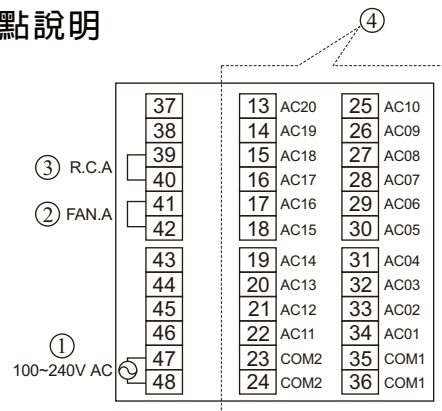 點說明
④
37 13 AC20 25 AC10
38 14 AC19 26 AC09
39 15 AC18 27 AC08
③ R.C.A
40 16 AC17 28 AC07
41 17 AC16 29 AC06
② FAN.A
42 18 AC15 30 AC05
43 19 AC14 31 AC04
44 20 AC13 32 AC03
45 21 AC12 33 AC02
46 22 AC11 34 AC01
①
47 23 COM2 35 COM1
100~240V AC
48 24 COM2 36 COM1